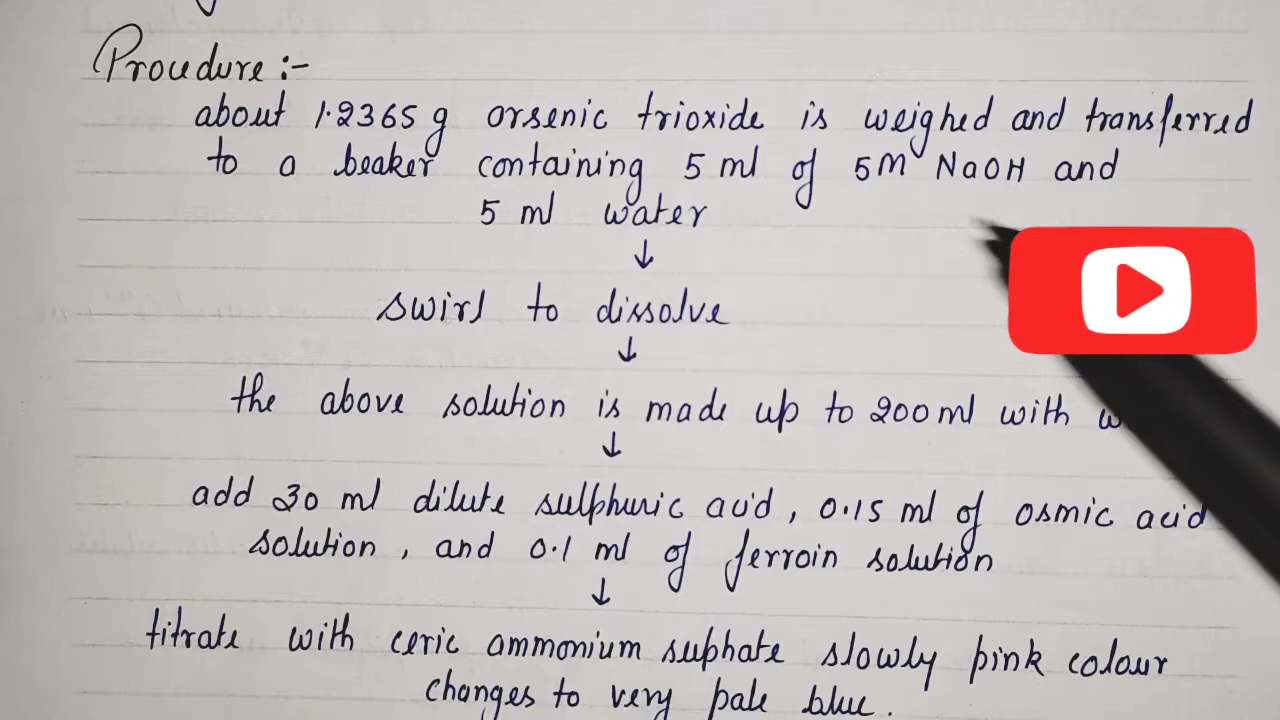 Procedure :-
about 1.2365 g orsenic trioxide is weighed and transferred
to a beaker containing 5 ml of 5M NaOH and
5 ml water
↓
swirl to dissolve
↓
the above solution is made up to 200 ml with
↓
add 30 ml dilute sulphuric acid, 0.15 ml of osmic acid
solution, and 0.1 ml of ferroin solution
↓
titrate with ceric ammonium suphate slowly pink colour
changes to very pale blue.